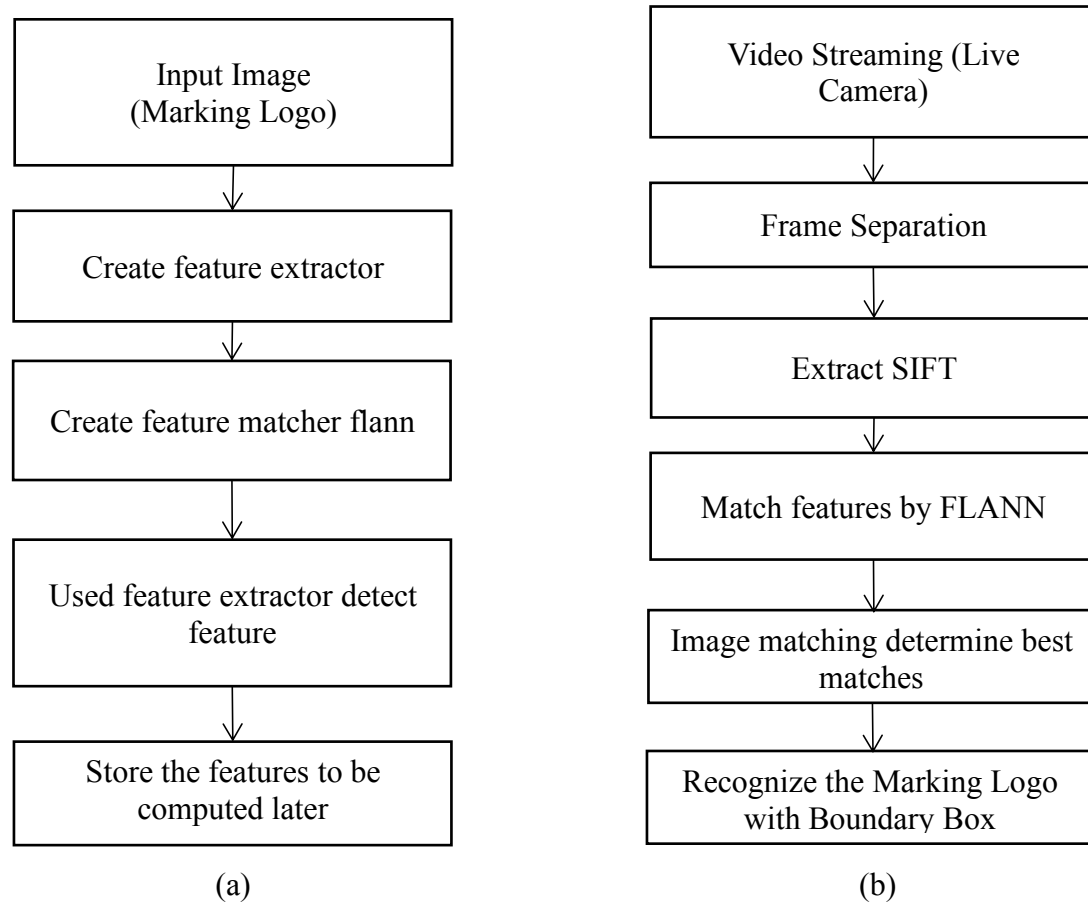 Input Image
(Marking Logo)
Create feature extractor
Create feature matcher flann
Used feature extractor detect
feature
Store the features to be
computed later
(a)
Video Streaming (Live
Camera)
Frame Separation
Extract SIFT
Match features by FLANN
Image matching determine best
matches
Recognize the Marking Logo
with Boundary Box
(b)